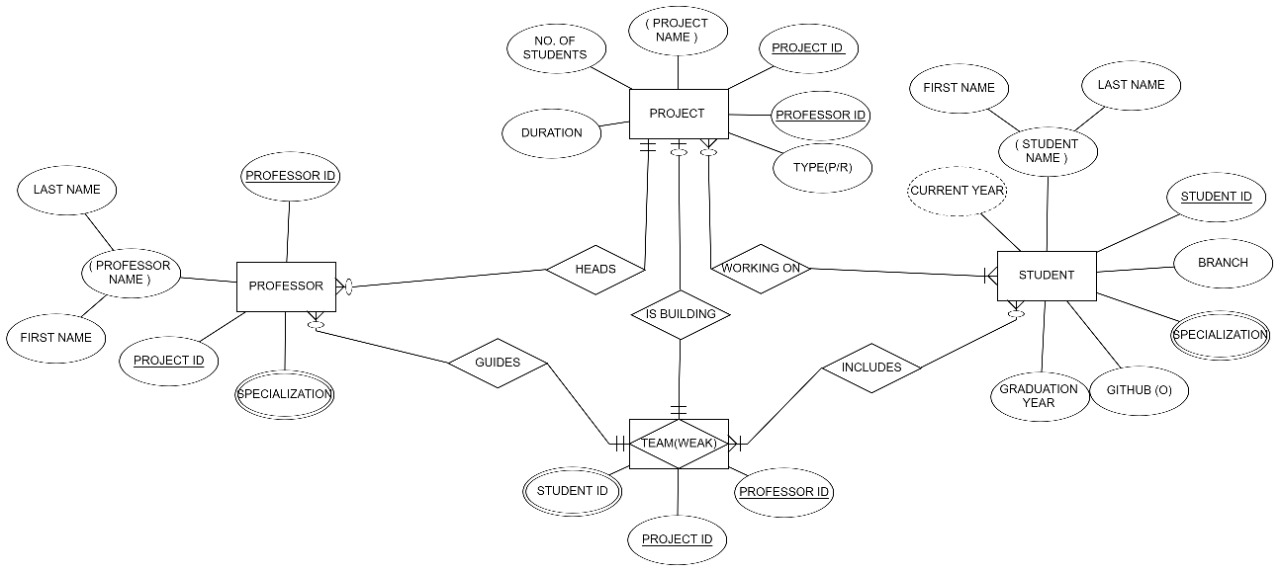 ( PROJECT
NAME )
NO. OF
STUDENTS
PROJECT ID
FIRST NAME
LAST NAME
PROJECT
PROFESSOR ID
DURATION
( STUDENT
NAME )
TYPE(P/R)
PROFESSOR ID
LAST NAME
CURRENT YEAR
STUDENT ID
( PROFESSOR
NAME )
HEADS
WORKING ON
STUDENT
BRANCH
PROFESSOR
IS BUILDING
FIRST NAME
SPECIALIZATION
PROJECT ID
GUIDES
INCLUDES
SPECIALIZATION
GRADUATION
YEAR
GITHUB (O)
TEAM(WEAK)
STUDENT ID
PROFESSOR ID
PROJECT ID